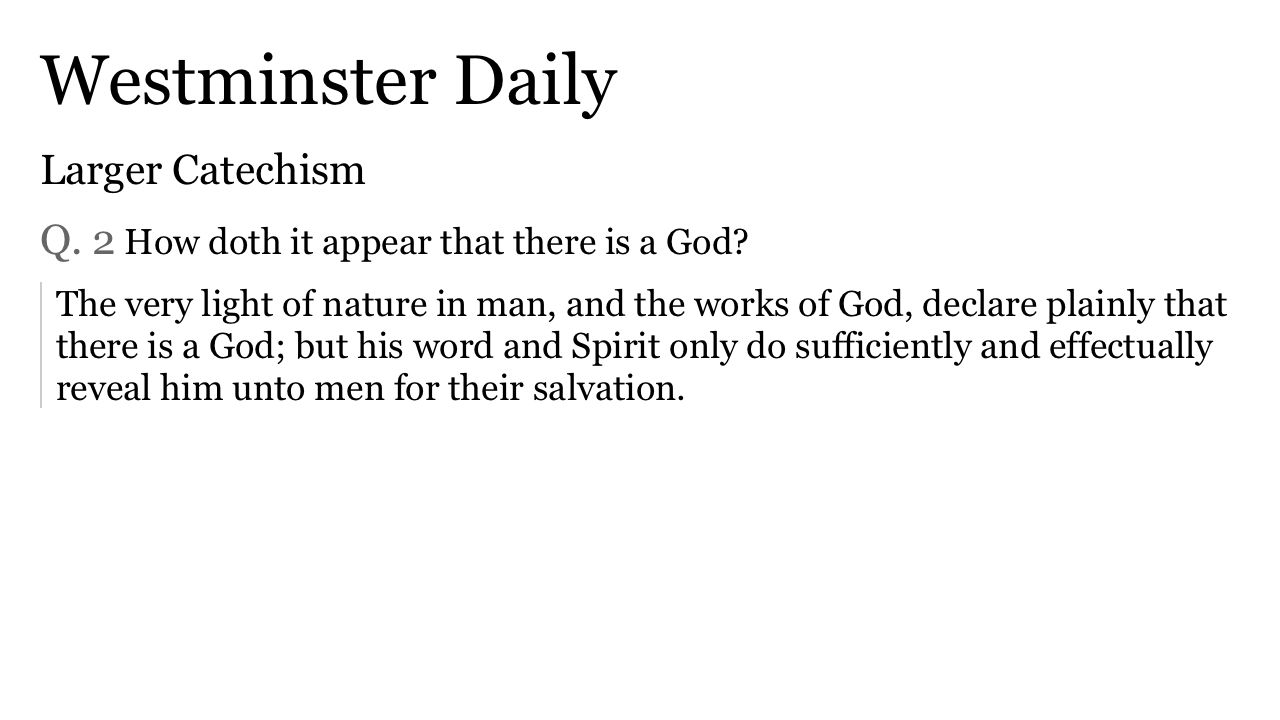 Westminster Daily
Larger Catechism
Q. 2 How doth it appear that there is a God?
The very light of nature in man, and the works of God, declare plainly that
there is a God; but his word and Spirit only do sufficiently and effectually
reveal him unto men for their salvation.